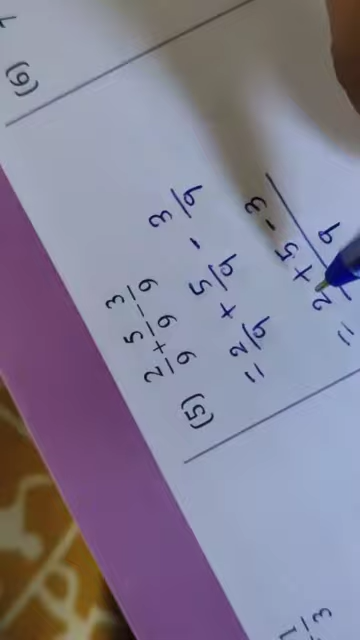 (5) 2/9 + 5/9 - 3/9
= 2/9 + 5/9 - 3/9
= 2 + 5 - 3 / 9
(6)